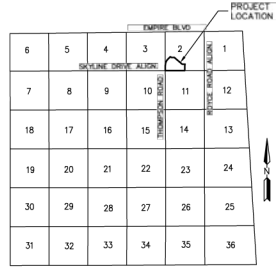 PROJECT
LOCATION
EMPIRE BLVD
6 5 4 3 2 1
SKYLINE DRIVE ALIGN.
7 8 9 10 11 12
THOMPSON ROAD
ROYCE ROAD ALIGN.
18 17 16 15 14 13
19 20 21 22 23 24
N
30 29 28 27 26 25
31 32 33 34 35 36